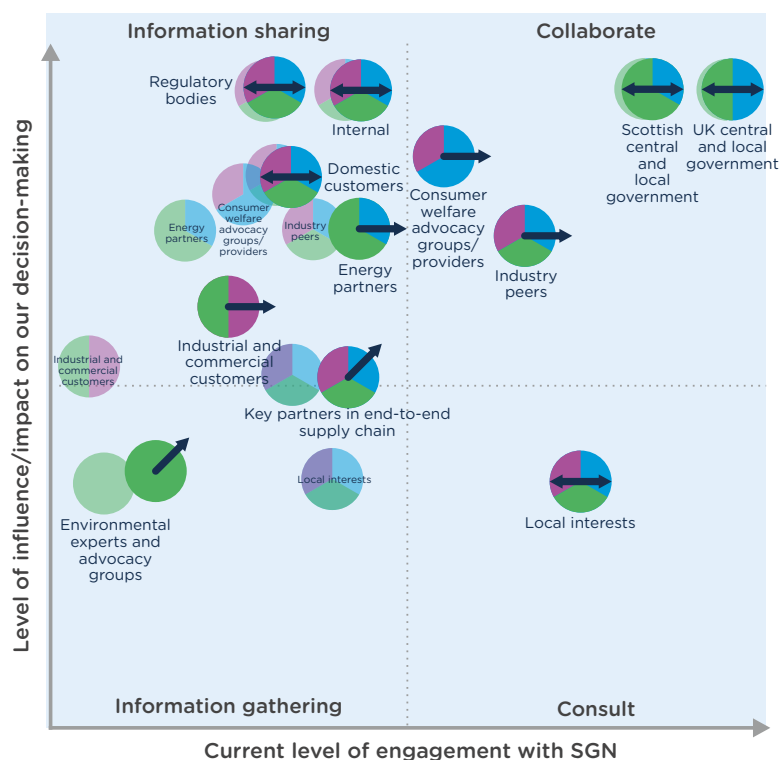 Information sharing
Collaborate
Regulatory
bodies
Internal
Scottish
central
and
local
government
UK central
and local
government
Domestic
customers
Consumer
welfare
advocacy
groups/
providers
Consumer
welfare
advocacy
groups/
providers
Energy
partners
Industry
peers
Energy
partners
Industry
peers
Industrial and
commercial
customers
Industrial and
commercial
customers
Key partners in end-to-end
supply chain
Local interests
Local interests
Environmental
experts and
advocacy
groups
Information gathering
Consult
Level of influence/impact on our decision-making
Current level of engagement with SGN